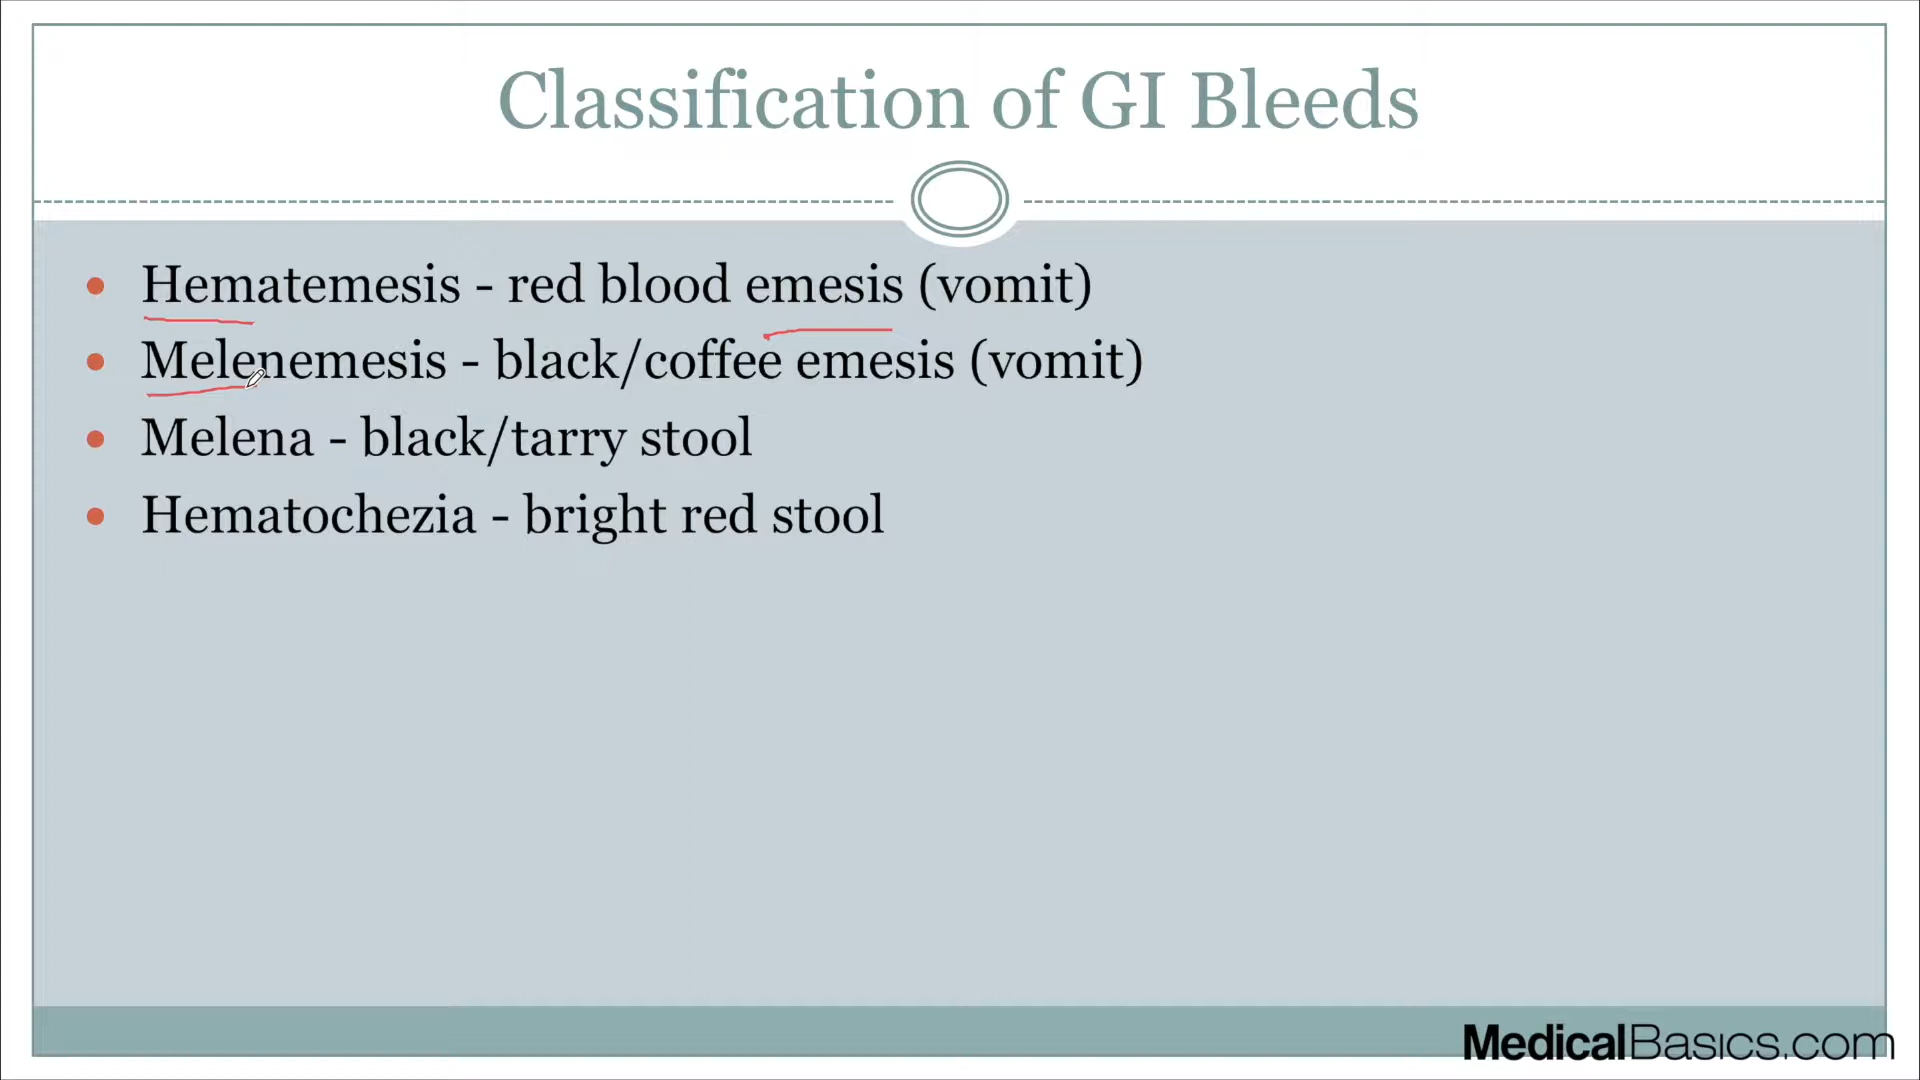 Classification of GI Bleeds
Hematemesis - red blood emesis (vomit)
Melenemesis - black/coffee emesis (vomit)
Melena - black/tarry stool
Hematochezia - bright red stool
MedicalBasics.com